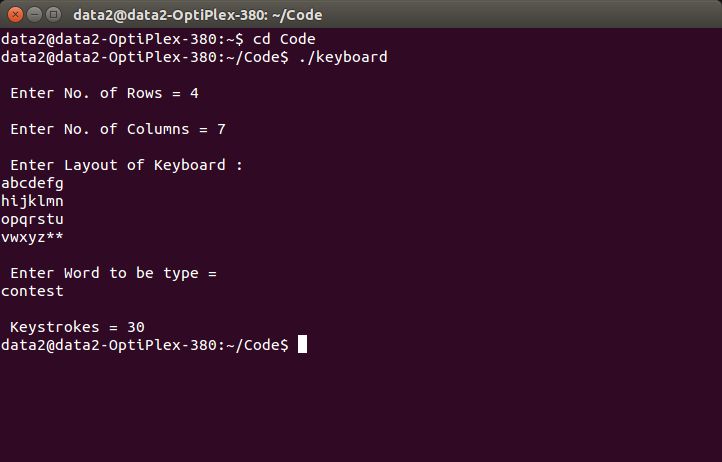 data2@data2-OptiPlex-380: ~/Code
data2@data2-OptiPlex-380:~$ cd Code
data2@data2-OptiPlex-380:~/Code$ ./keyboard
Enter No. of Rows = 4
Enter No. of Columns = 7
Enter Layout of Keyboard :
abcdefg
hijklmn
opqrstu
vwxyz**
Enter Word to be type =
contest
Keystrokes = 30
data2@data2-OptiPlex-380:~/Code$